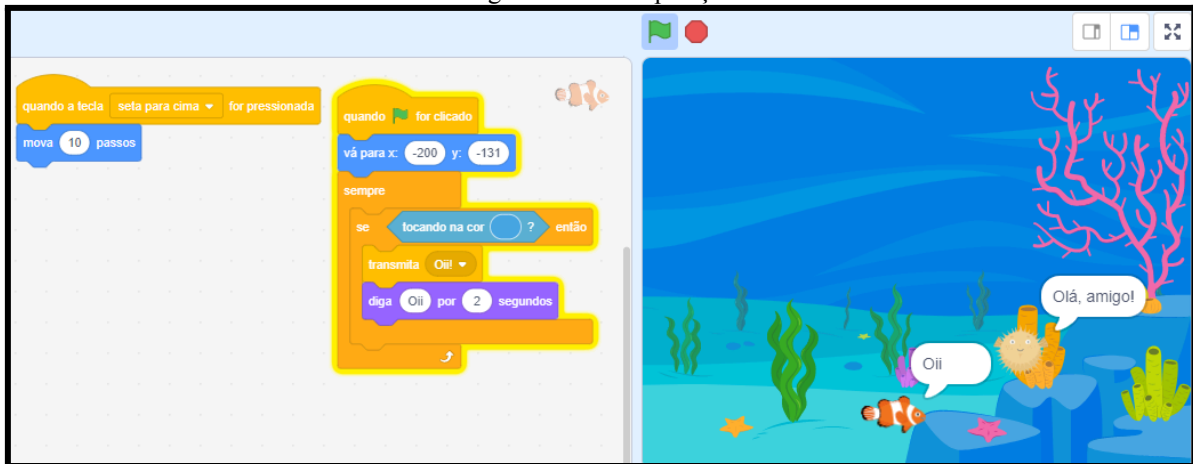 quando a tecla seta para cima for pressionada
mova 10 passos
quando for clicado
vá para x: -200 y: -131
sempre
se tocando na cor ? então
transmita Oii!
diga Oii por 2 segundos
Olá, amigo!
Oii